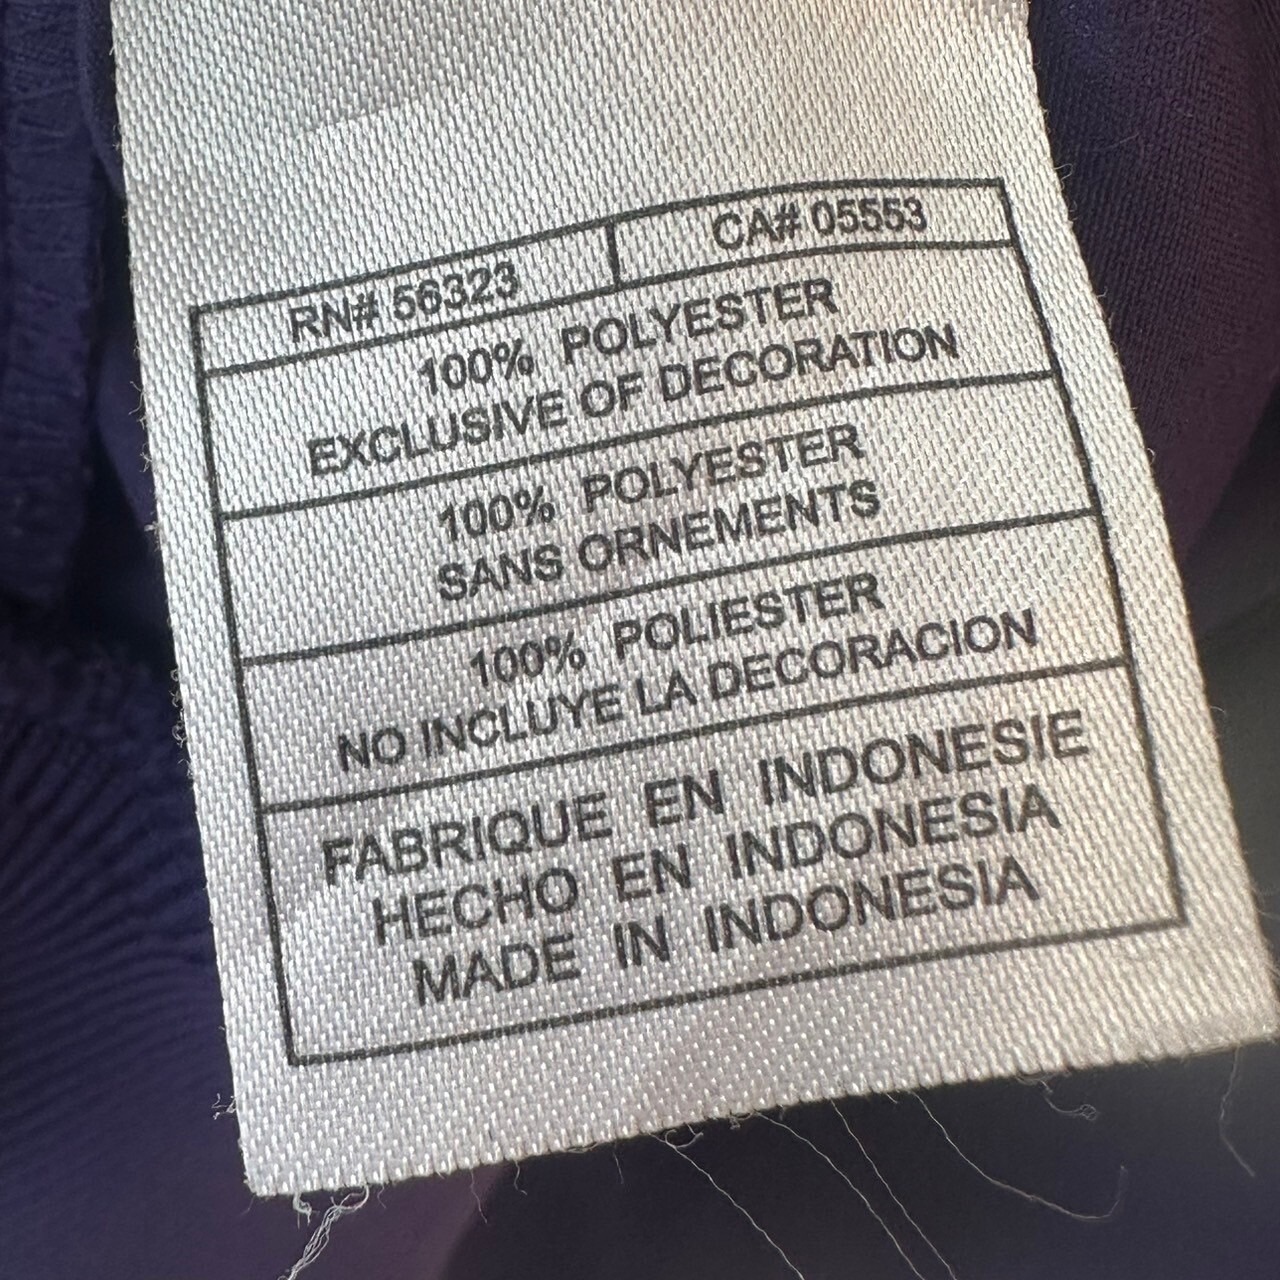 RN# 56323 CA# 05553
100% POLYESTER
EXCLUSIVE OF DECORATION
100% POLYESTER
SANS ORNEMENTS
100% POLIESTER
NO INCLUYE LA DECORACION
FABRIQUE EN INDONESIE
HECHO EN INDONESIA
MADE IN INDONESIA